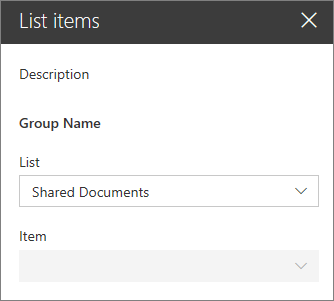 List items
Description
Group Name
List
Shared Documents
Item